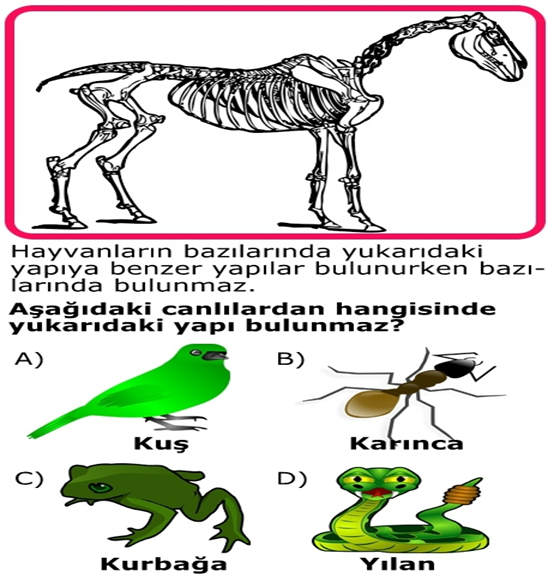 Hayvanların bazılarında yukarıdaki
yapıya benzer yapılar bulunurken bazı-
larında bulunmaz.
Aşağıdaki canlılardan hangisinde
yukarıdaki yapı bulunmaz?
A)
B)
Kuş
Karınca
C)
D)
Kurbağa
Yılan